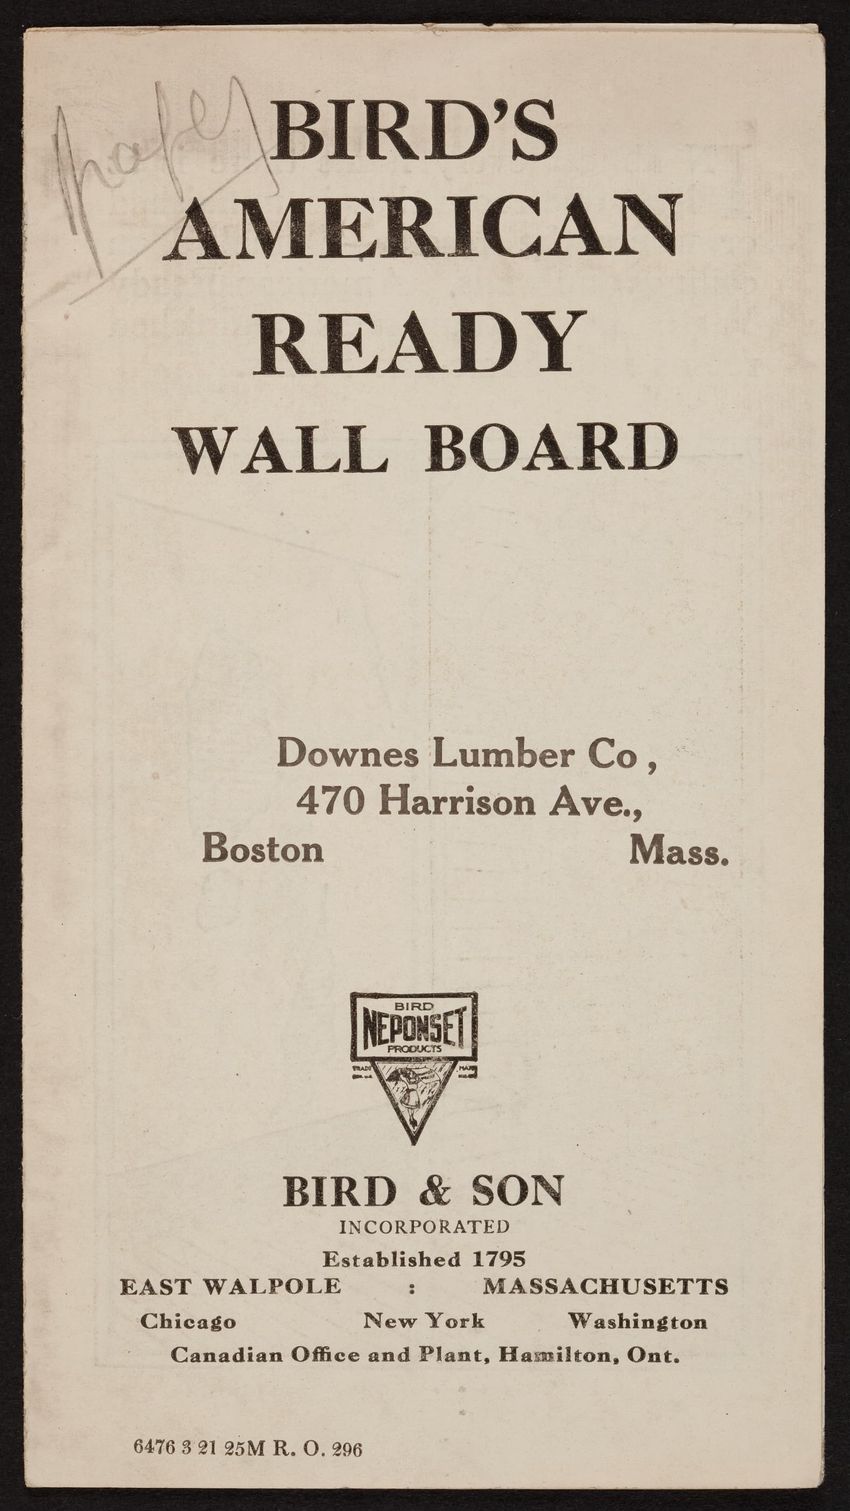 BIRD'S
AMERICAN
READY
WALL BOARD
Downes Lumber Co ,
470 Harrison Ave.,
Boston Mass.
BIRD
NEPONSET
PRODUCTS
BIRD & SON
INCORPORATED
Established 1795
EAST WALPOLE : MASSACHUSETTS
Chicago New York Washington
Canadian Office and Plant, Hamilton, Ont.
6476 3 21 25M R. O. 296